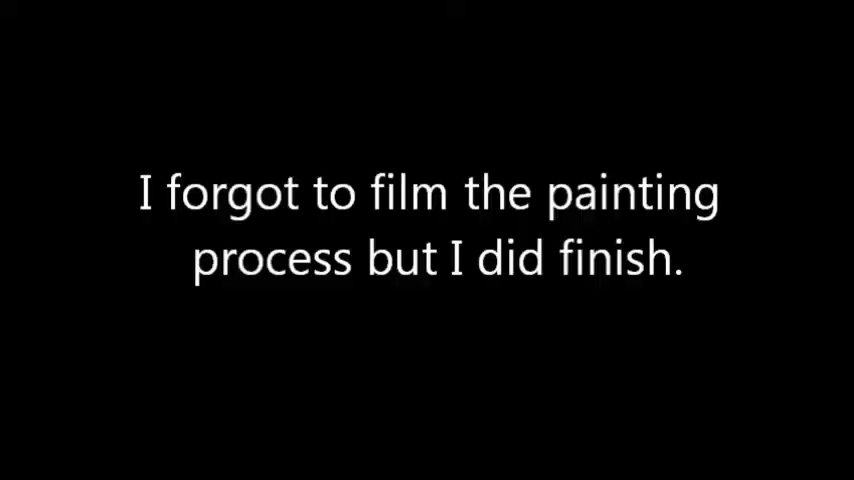 I forgot to film the painting
process but I did finish.